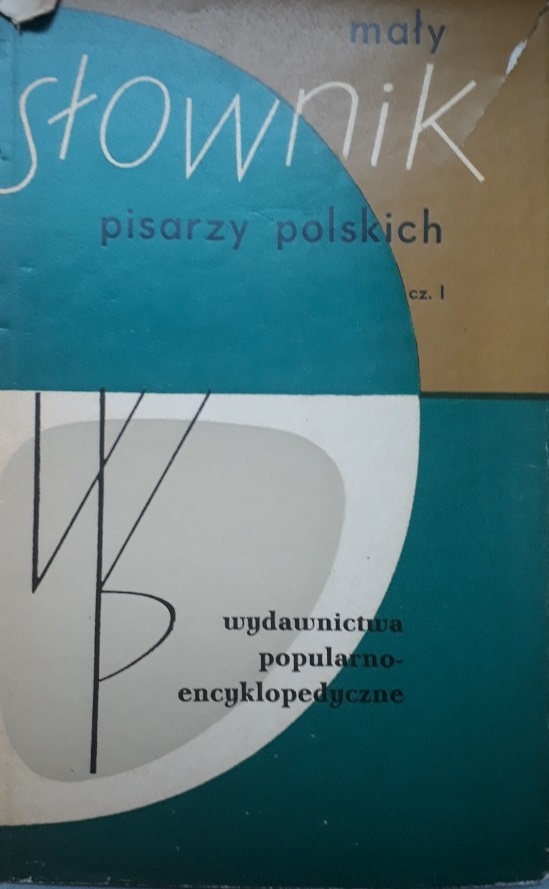 mały
słownik
pisarzy polskich
cz. I
wydawnictwa
popularno-
encyklopedyczne